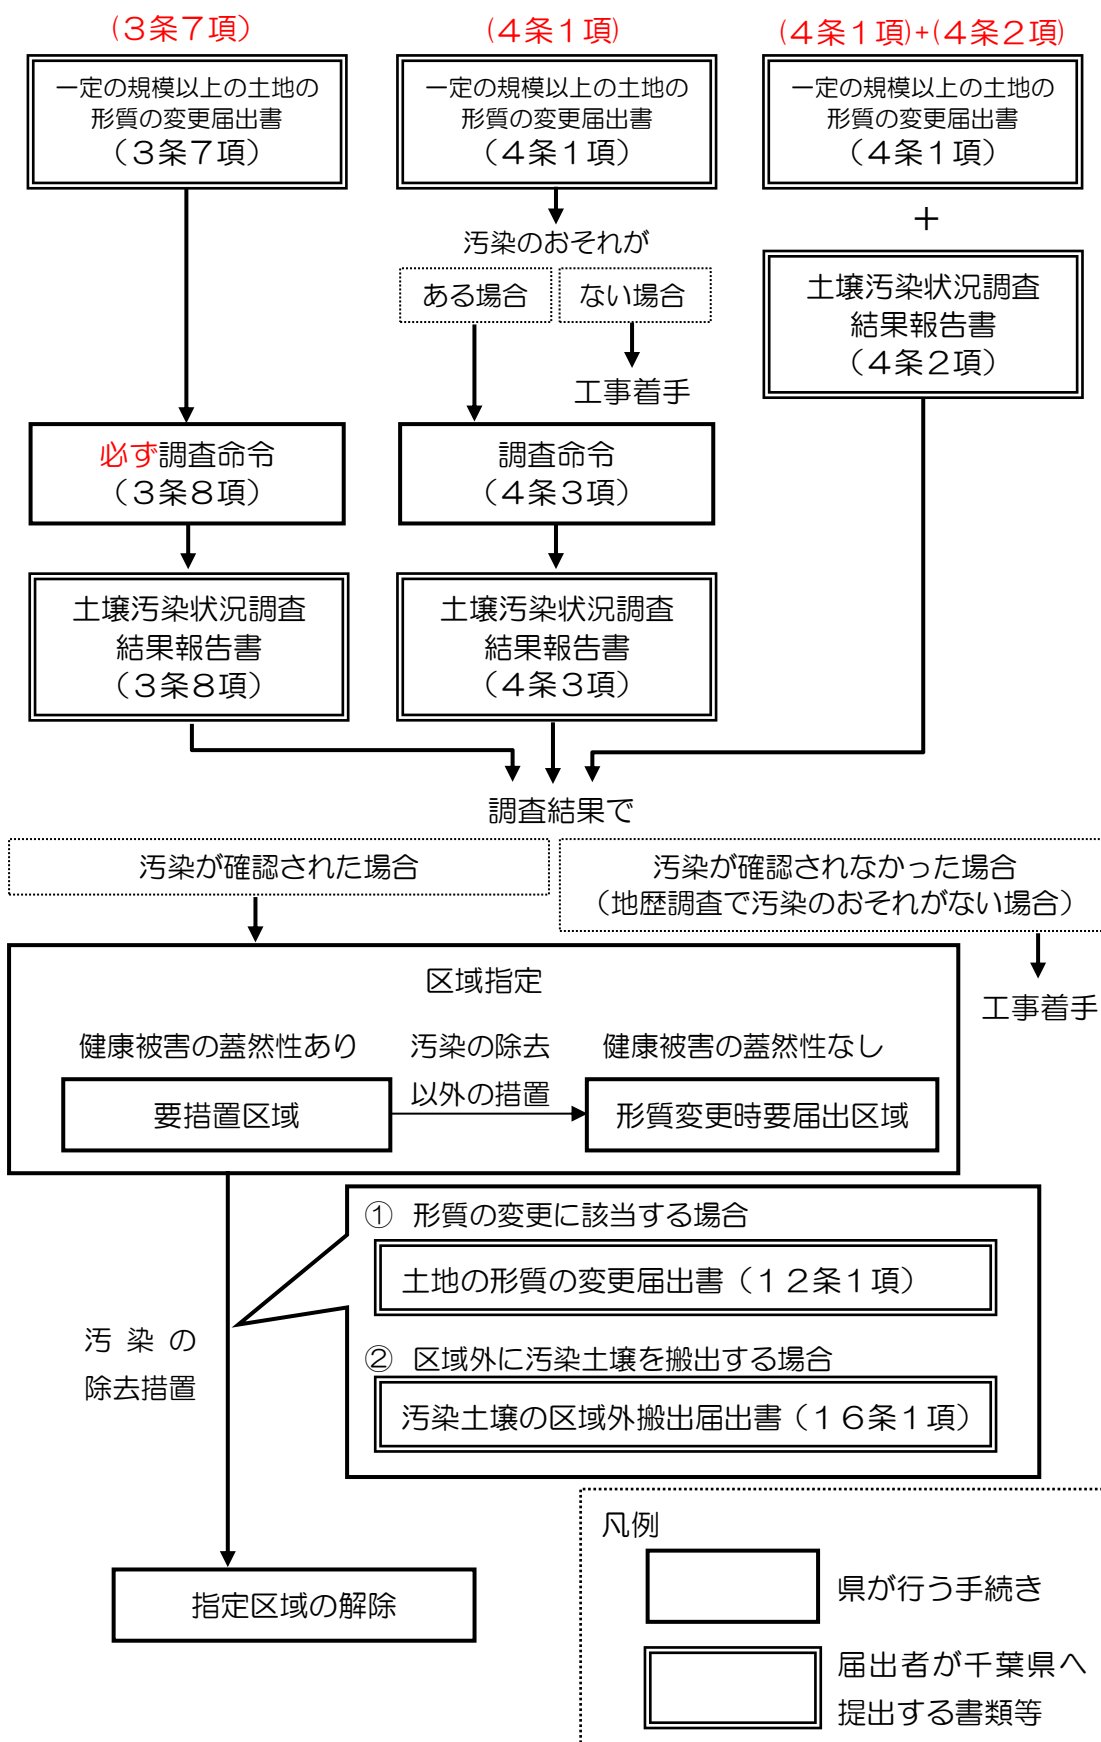 (３条７項)
(４条１項)
(４条１項)+(４条２項)
一定の規模以上の土地の
形質の変更届出書
（３条７項）
一定の規模以上の土地の
形質の変更届出書
（４条１項）
一定の規模以上の土地の
形質の変更届出書
（４条１項）
＋
汚染のおそれが
ある場合
ない場合
工事着手
土壌汚染状況調査
結果報告書
（４条２項）
必ず調査命令
（３条８項）
調査命令
（４条３項）
土壌汚染状況調査
結果報告書
（３条８項）
土壌汚染状況調査
結果報告書
（４条３項）
調査結果で
汚染が確認された場合
汚染が確認されなかった場合
（地歴調査で汚染のおそれがない場合）
工事着手
区域指定
健康被害の蓋然性あり
汚染の除去
以外の措置
健康被害の蓋然性なし
要措置区域
形質変更時要届出区域
① 形質の変更に該当する場合
土地の形質の変更届出書（１２条１項）
② 区域外に汚染土壌を搬出する場合
汚染土壌の区域外搬出届出書（１６条１項）
汚 染 の
除去措置
指定区域の解除
凡例
県が行う手続き
届出者が千葉県へ
提出する書類等